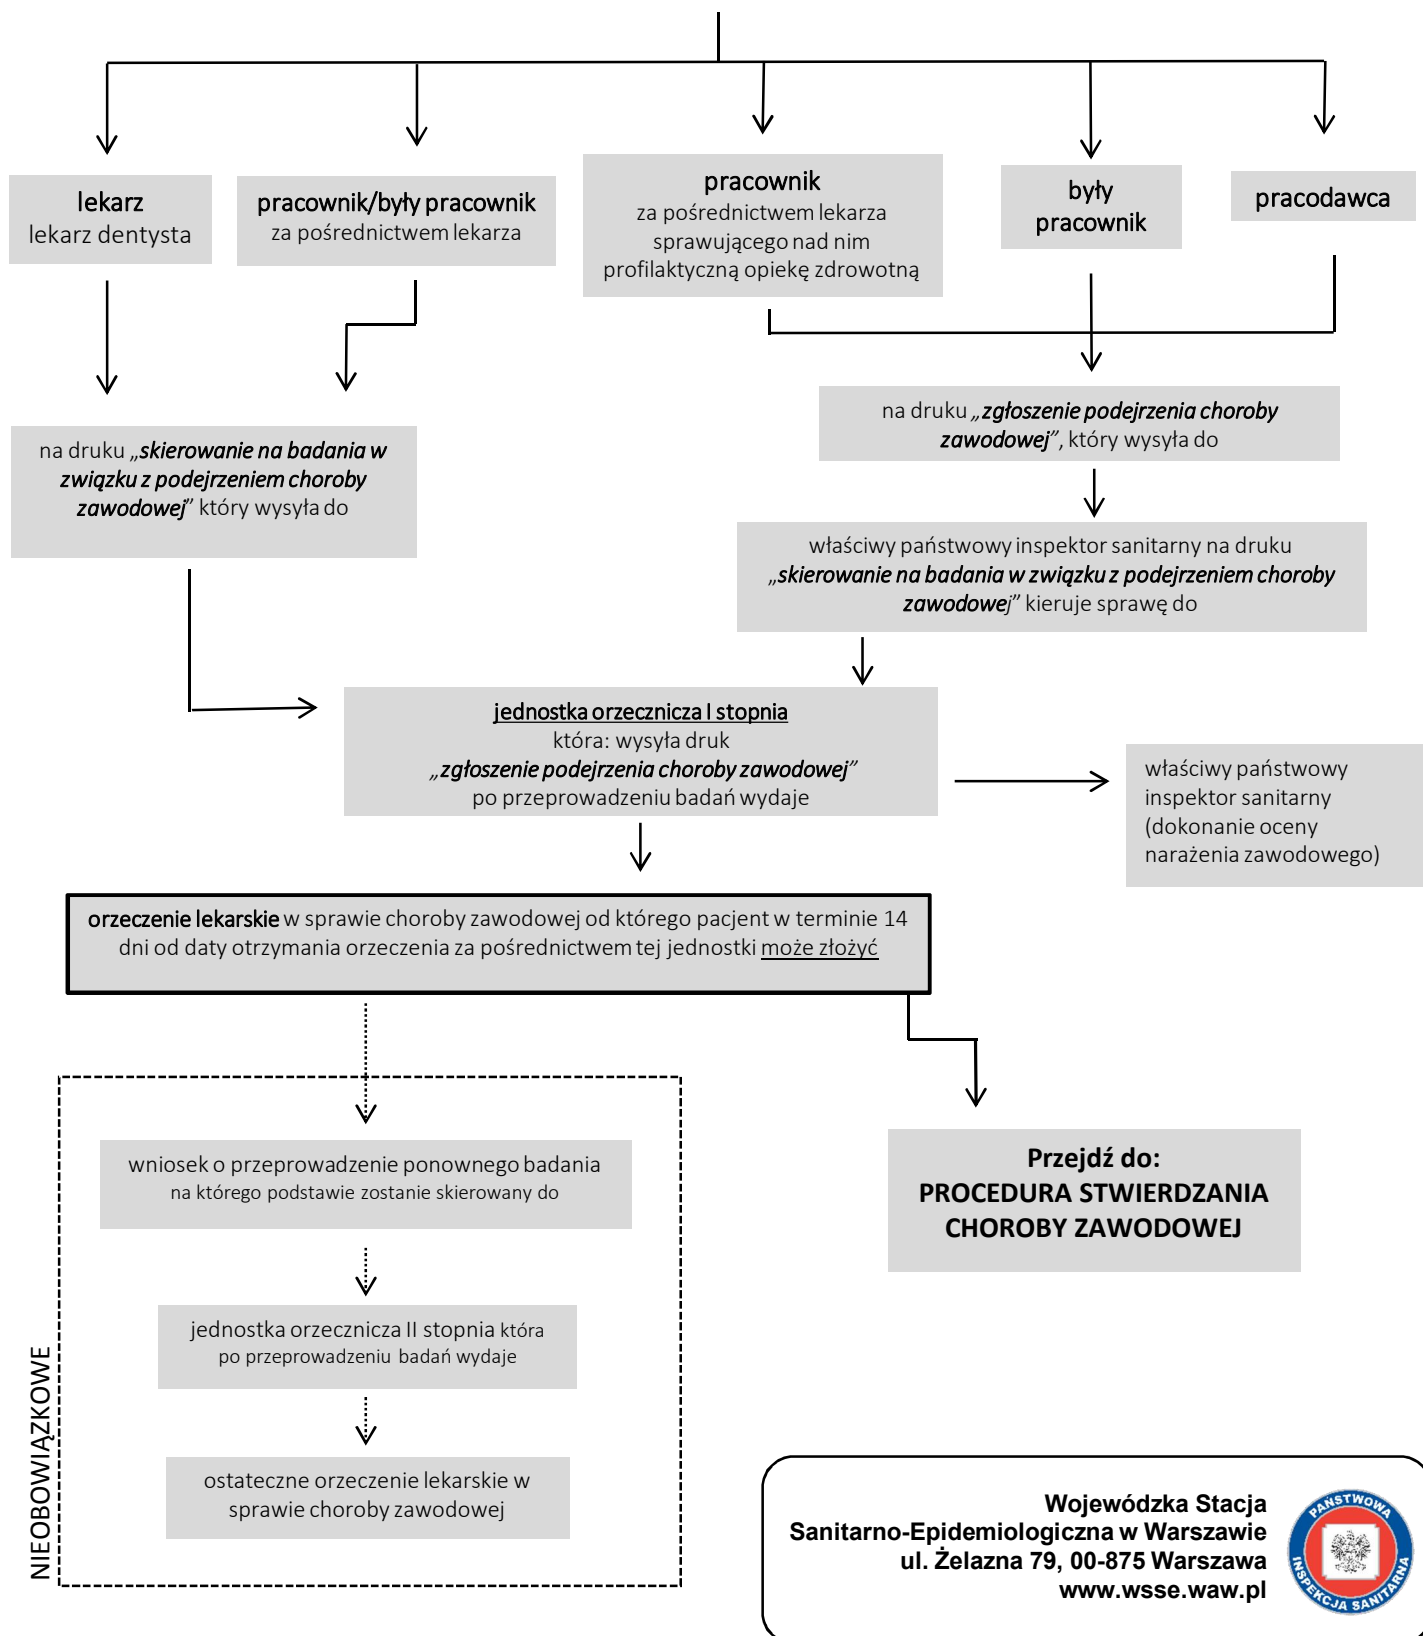 lekarz
lekarz dentysta
pracownik/były pracownik
za pośrednictwem lekarza
pracownik
za pośrednictwem lekarza
sprawującego nad nim
profilaktyczną opiekę zdrowotną
były
pracownik
pracodawca
na druku „skierowanie na badania w
związku z podejrzeniem choroby
zawodowej” który wysyła do
na druku „zgłoszenie podejrzenia choroby
zawodowej”, który wysyła do
właściwy państwowy inspektor sanitarny na druku
„skierowanie na badania w związku z podejrzeniem choroby
zawodowej” kieruje sprawę do
jednostka orzecznicza I stopnia
która: wysyła druk
„zgłoszenie podejrzenia choroby zawodowej”
po przeprowadzeniu badań wydaje
właściwy państwowy
inspektor sanitarny
(dokonanie oceny
narażenia zawodowego)
orzeczenie lekarskie w sprawie choroby zawodowej od którego pacjent w terminie 14
dni od daty otrzymania orzeczenia za pośrednictwem tej jednostki może złożyć
NIEOBOWIĄZKOWE
wniosek o przeprowadzenie ponownego badania
na którego podstawie zostanie skierowany do
jednostka orzecznicza II stopnia która
po przeprowadzeniu badań wydaje
ostateczne orzeczenie lekarskie w
sprawie choroby zawodowej
Przejdź do:
PROCEDURA STWIERDZANIA
CHOROBY ZAWODOWEJ
Wojewódzka Stacja
Sanitarno-Epidemiologiczna w Warszawie
ul. Żelazna 79, 00-875 Warszawa
www.wsse.waw.pl
PAŃSTWOWA
INSPEKCJA SANITARNA